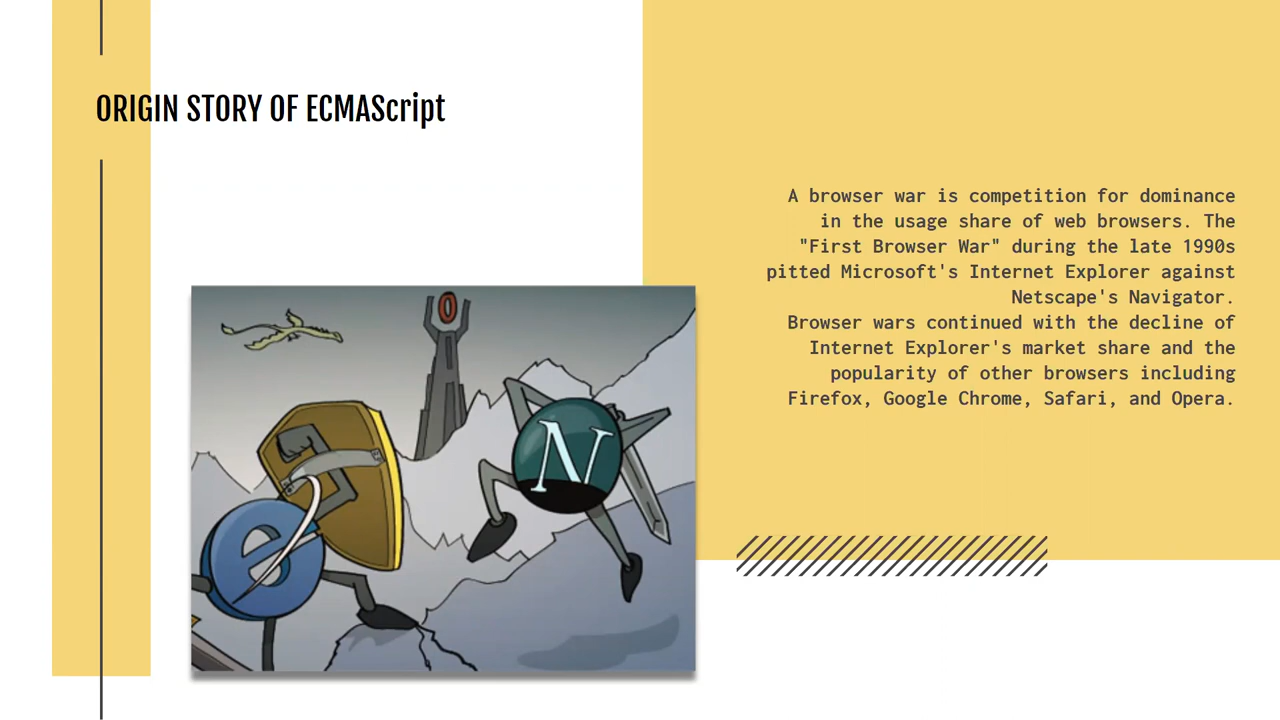 ORIGIN STORY OF ECMAScript
A browser war is competition for dominance
in the usage share of web browsers. The
"First Browser War" during the late 1990s
pitted Microsoft's Internet Explorer against
Netscape's Navigator.
Browser wars continued with the decline of
Internet Explorer's market share and the
popularity of other browsers including
Firefox, Google Chrome, Safari, and Opera.
O
N
e